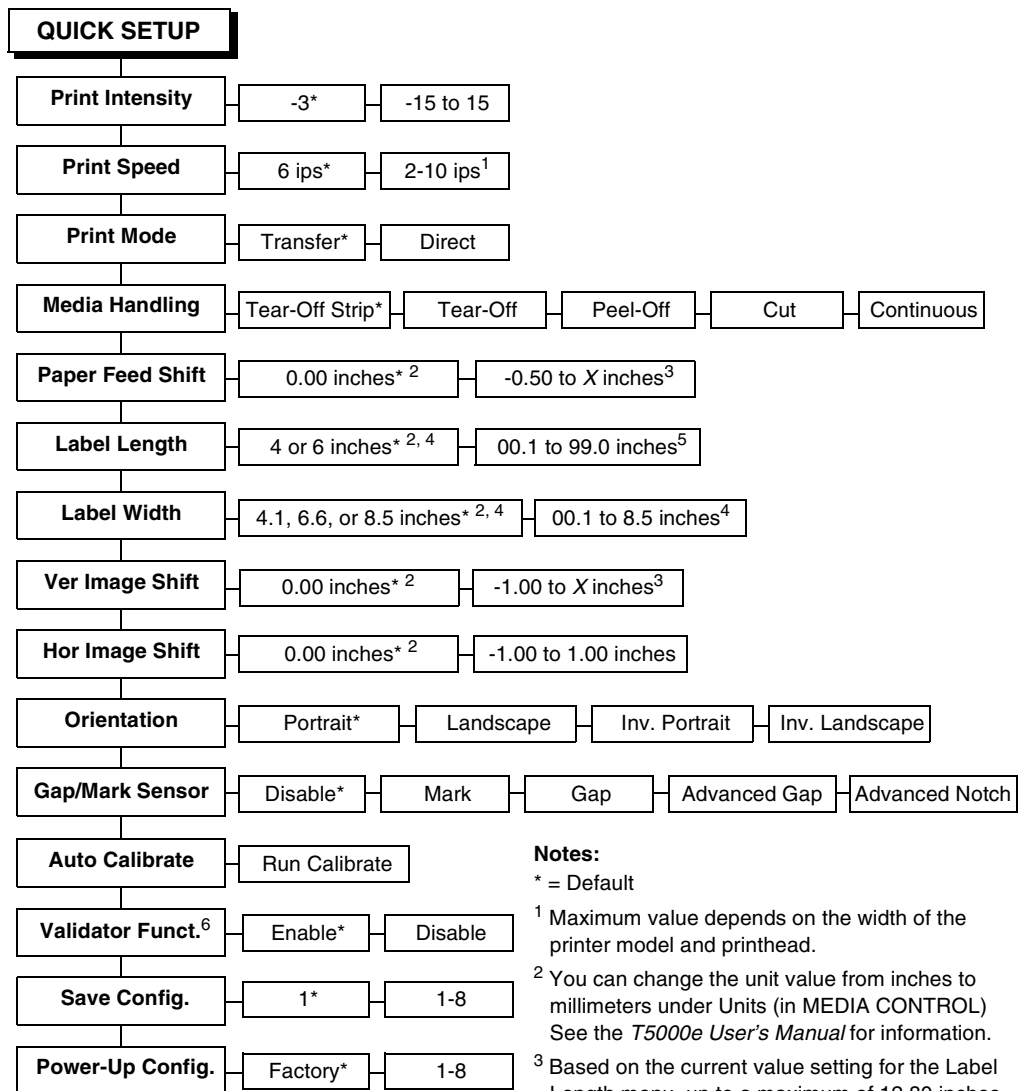 QUICK SETUP
Print Intensity -3* -15 to 15
Print Speed 6 ips* 2-10 ips1
Print Mode Transfer* Direct
Media Handling Tear-Off Strip* Tear-Off Peel-Off Cut Continuous
Paper Feed Shift 0.00 inches* 2 -0.50 to X inches3
Label Length 4 or 6 inches* 2, 4 00.1 to 99.0 inches5
Label Width 4.1, 6.6, or 8.5 inches* 2, 4 00.1 to 8.5 inches4
Ver Image Shift 0.00 inches* 2 -1.00 to X inches3
Hor Image Shift 0.00 inches* 2 -1.00 to 1.00 inches
Orientation Portrait* Landscape Inv. Portrait Inv. Landscape
Gap/Mark Sensor Disable* Mark Gap Advanced Gap Advanced Notch
Auto Calibrate Run Calibrate
Validator Funct.6 Enable* Disable
Save Config. 1* 1-8
Power-Up Config. Factory* 1-8
Notes:
* = Default
1 Maximum value depends on the width of the
printer model and printhead.
2 You can change the unit value from inches to
millimeters under Units (in MEDIA CONTROL)
See the T5000e User's Manual for information.
3 Based on the current value setting for the Label
Length menu, up to a maximum of 12.80 inches